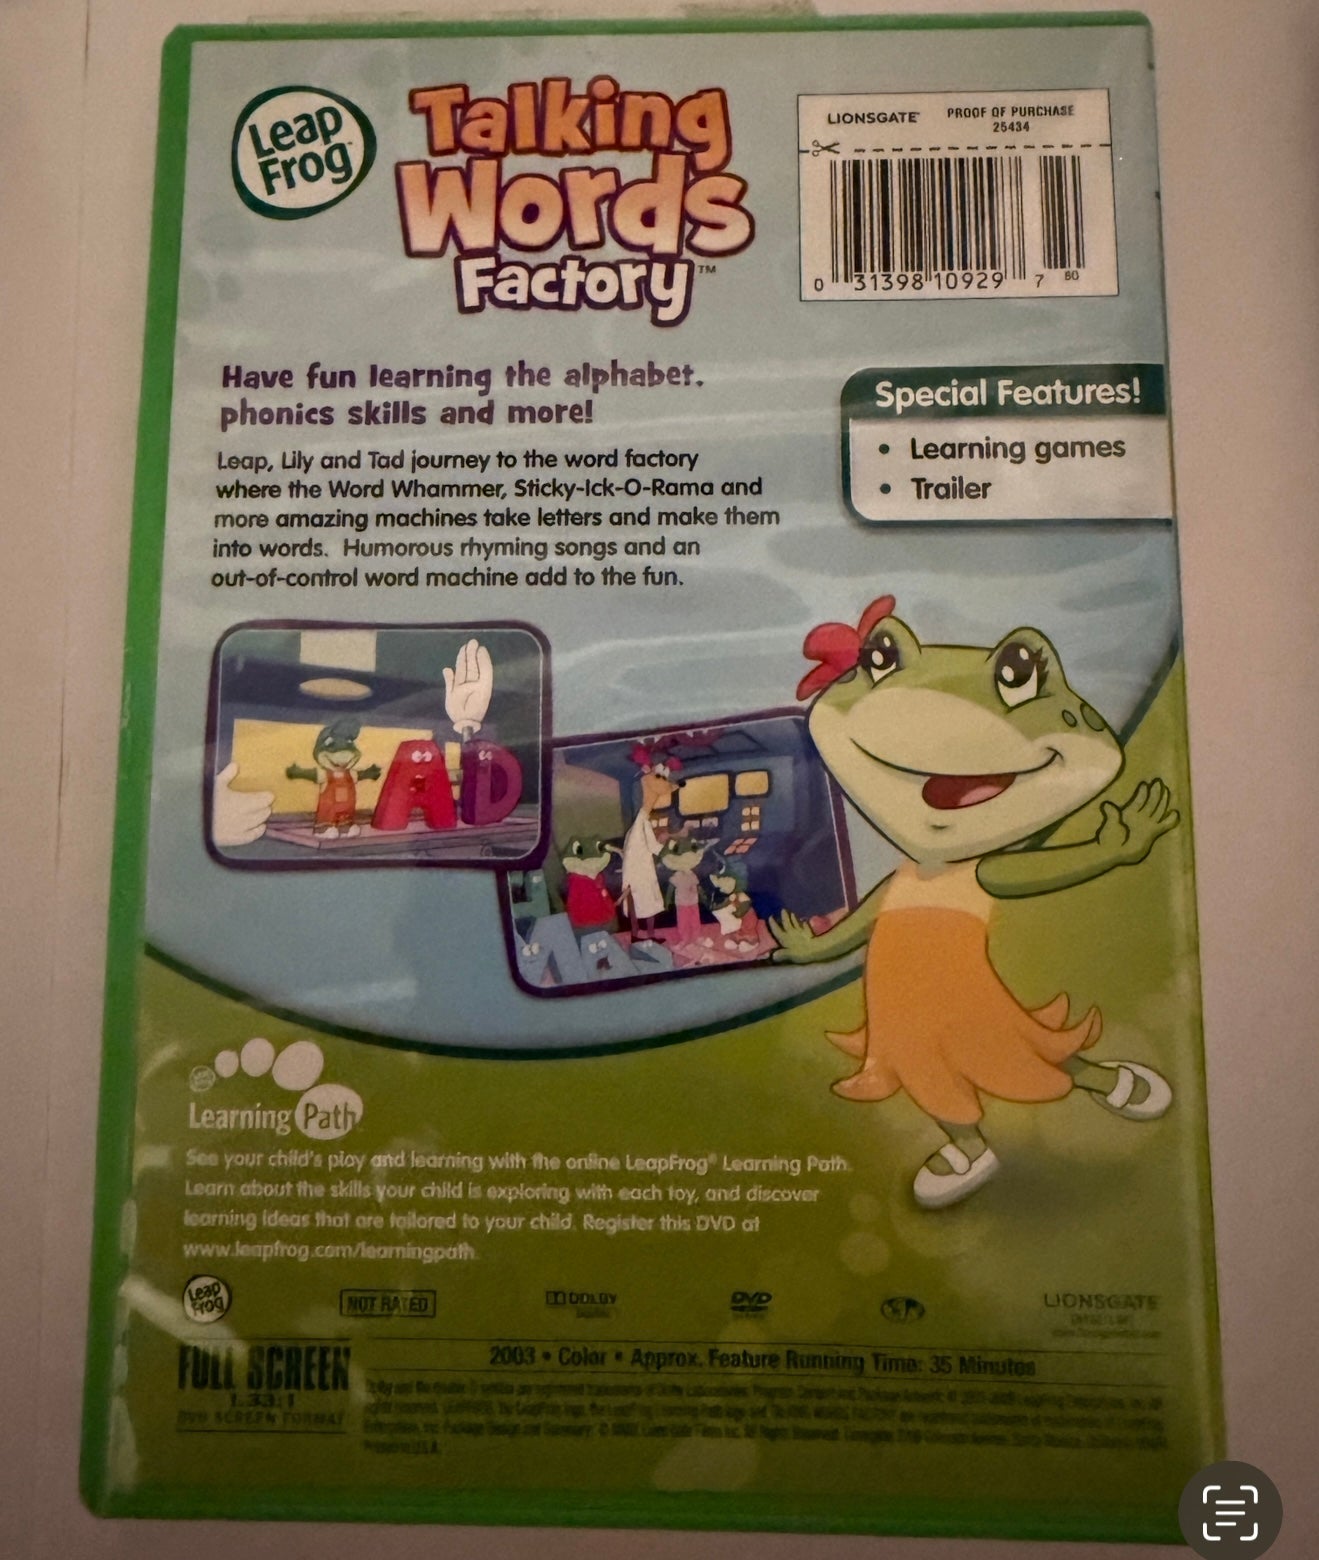 Leap
Frog
Talking
Words
Factory™
LIONSGATE PROOF OF PURCHASE
25434
0 31398 10929 7 80
Have fun learning the alphabet,
phonics skills and more!
Leap, Lily and Tad journey to the word factory
where the Word Whammer, Sticky-Ick-O-Rama and
more amazing machines take letters and make them
into words. Humorous rhyming songs and an
out-of-control word machine add to the fun.
Special Features!
• Learning games
• Trailer
A D
Learning Path
See your child's play and learning with the online LeapFrog® Learning Path.
Learn about the skills your child is exploring with each toy, and discover
learning ideas that are tailored to your child. Register this DVD at
www.leapfrog.com/learningpath
Leap
Frog
NOT RATED
DOLBY
DIGITAL
DVD
LIONSGATE
FULL SCREEN
1.33:1
DVD SCREEN FORMAT
2003 • Color • Approx. Feature Running Time: 35 Minutes
Printed in U.S.A.